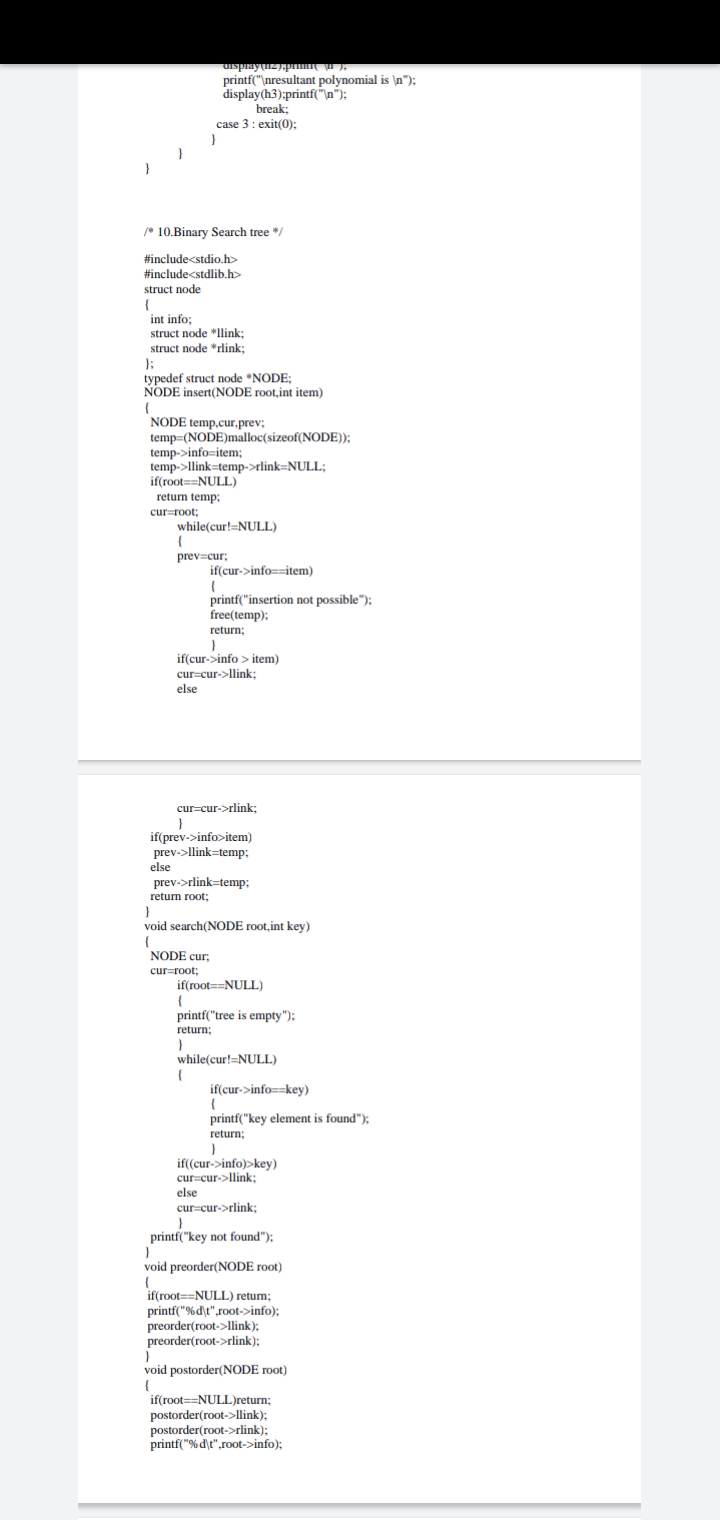 printf("\nresultant polynomial is \n");
display(h3);printf("\n");
break;
case 3 : exit(0);
}
}
}
/* 10.Binary Search tree */
#include<stdio.h>
#include<stdlib.h>
struct node
{
int info;
struct node *llink;
struct node *rlink;
};
typedef struct node *NODE;
NODE insert(NODE root,int item)
{
NODE temp,cur,prev;
temp=(NODE)malloc(sizeof(NODE));
temp->info=item;
temp->llink=temp->rlink=NULL;
if(root==NULL)
return temp;
cur=root;
while(cur!=NULL)
{
prev=cur;
if(cur->info==item)
{
printf("insertion not possible");
free(temp);
return;
}
if(cur->info > item)
cur=cur->llink;
else
cur=cur->rlink;
}
if(prev->info>item)
prev->llink=temp;
else
prev->rlink=temp;
return root;
}
void search(NODE root,int key)
{
NODE cur;
cur=root;
if(root==NULL)
{
printf("tree is empty");
return;
}
while(cur!=NULL)
{
if(cur->info==key)
{
printf("key element is found");
return;
}
if((cur->info)>key)
cur=cur->llink;
else
cur=cur->rlink;
}
printf("key not found");
}
void preorder(NODE root)
{
if(root==NULL) return;
printf("%d\t",root->info);
preorder(root->llink);
preorder(root->rlink);
}
void postorder(NODE root)
{
if(root==NULL)return;
postorder(root->llink);
postorder(root->rlink);
printf("%d\t",root->info);